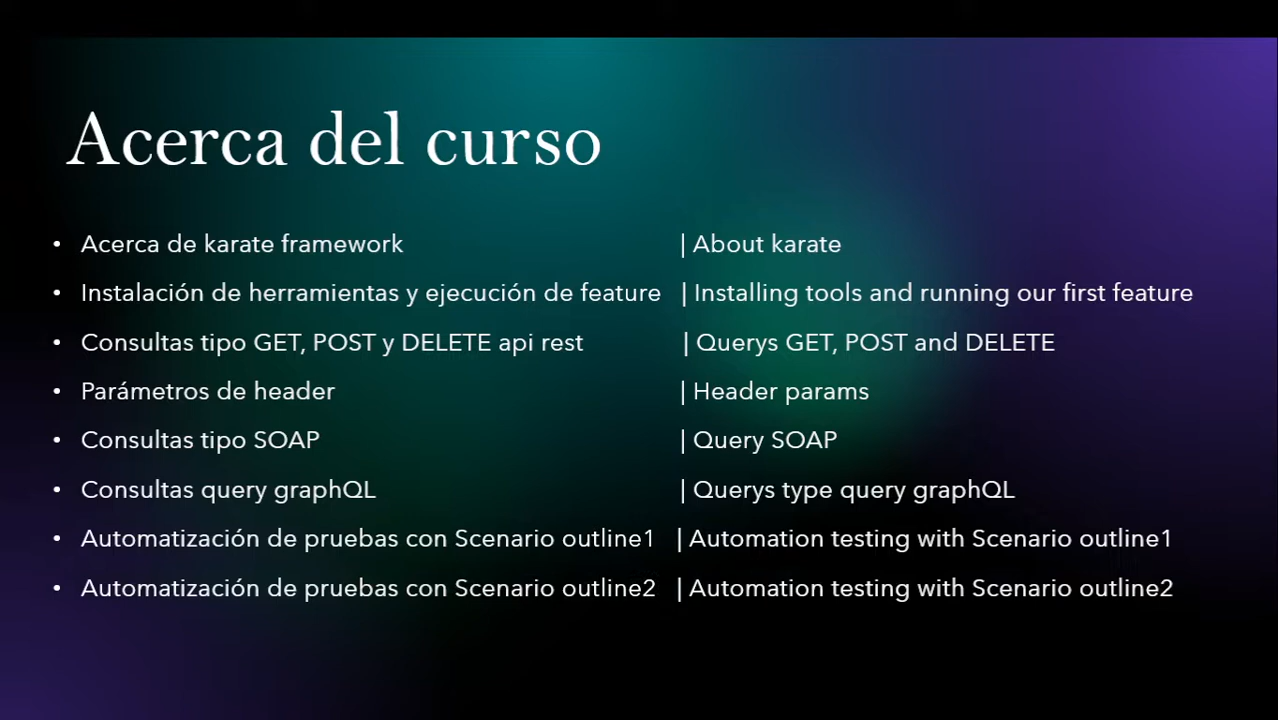 Acerca del curso
• Acerca de karate framework | About karate
• Instalación de herramientas y ejecución de feature | Installing tools and running our first feature
• Consultas tipo GET, POST y DELETE api rest | Querys GET, POST and DELETE
• Parámetros de header | Header params
• Consultas tipo SOAP | Query SOAP
• Consultas query graphQL | Querys type query graphQL
• Automatización de pruebas con Scenario outline1 | Automation testing with Scenario outline1
• Automatización de pruebas con Scenario outline2 | Automation testing with Scenario outline2